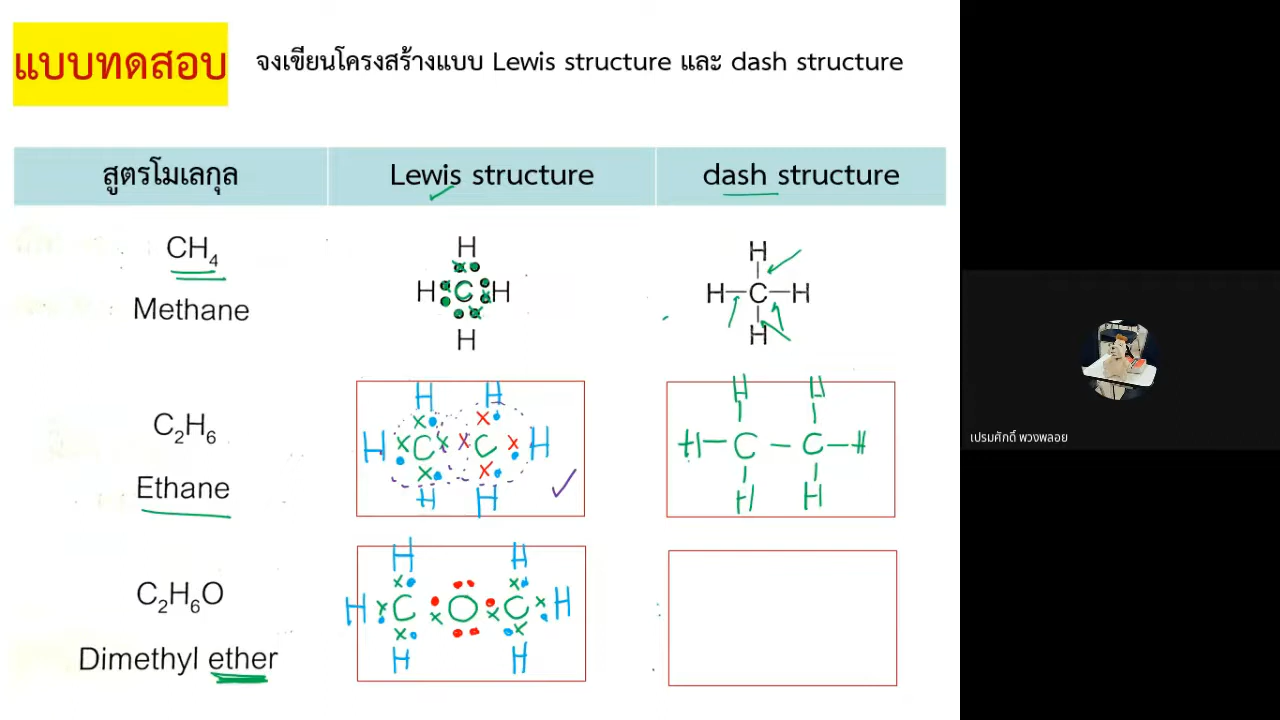 แบบทดสอบ จงเขียนโครงสร้างแบบ Lewis structure และ dash structure
สูตรโมเลกุล Lewis structure dash structure
CH₄
Methane
H
H C H
H
H
H—C—H
H
C₂H₆
Ethane
H H
H C C H
H H
H H
H—C—C—H
H H
C₂H₆O
Dimethyl ether
H H
H C O C H
H H
เปรมศักดิ์ พวงพลอย